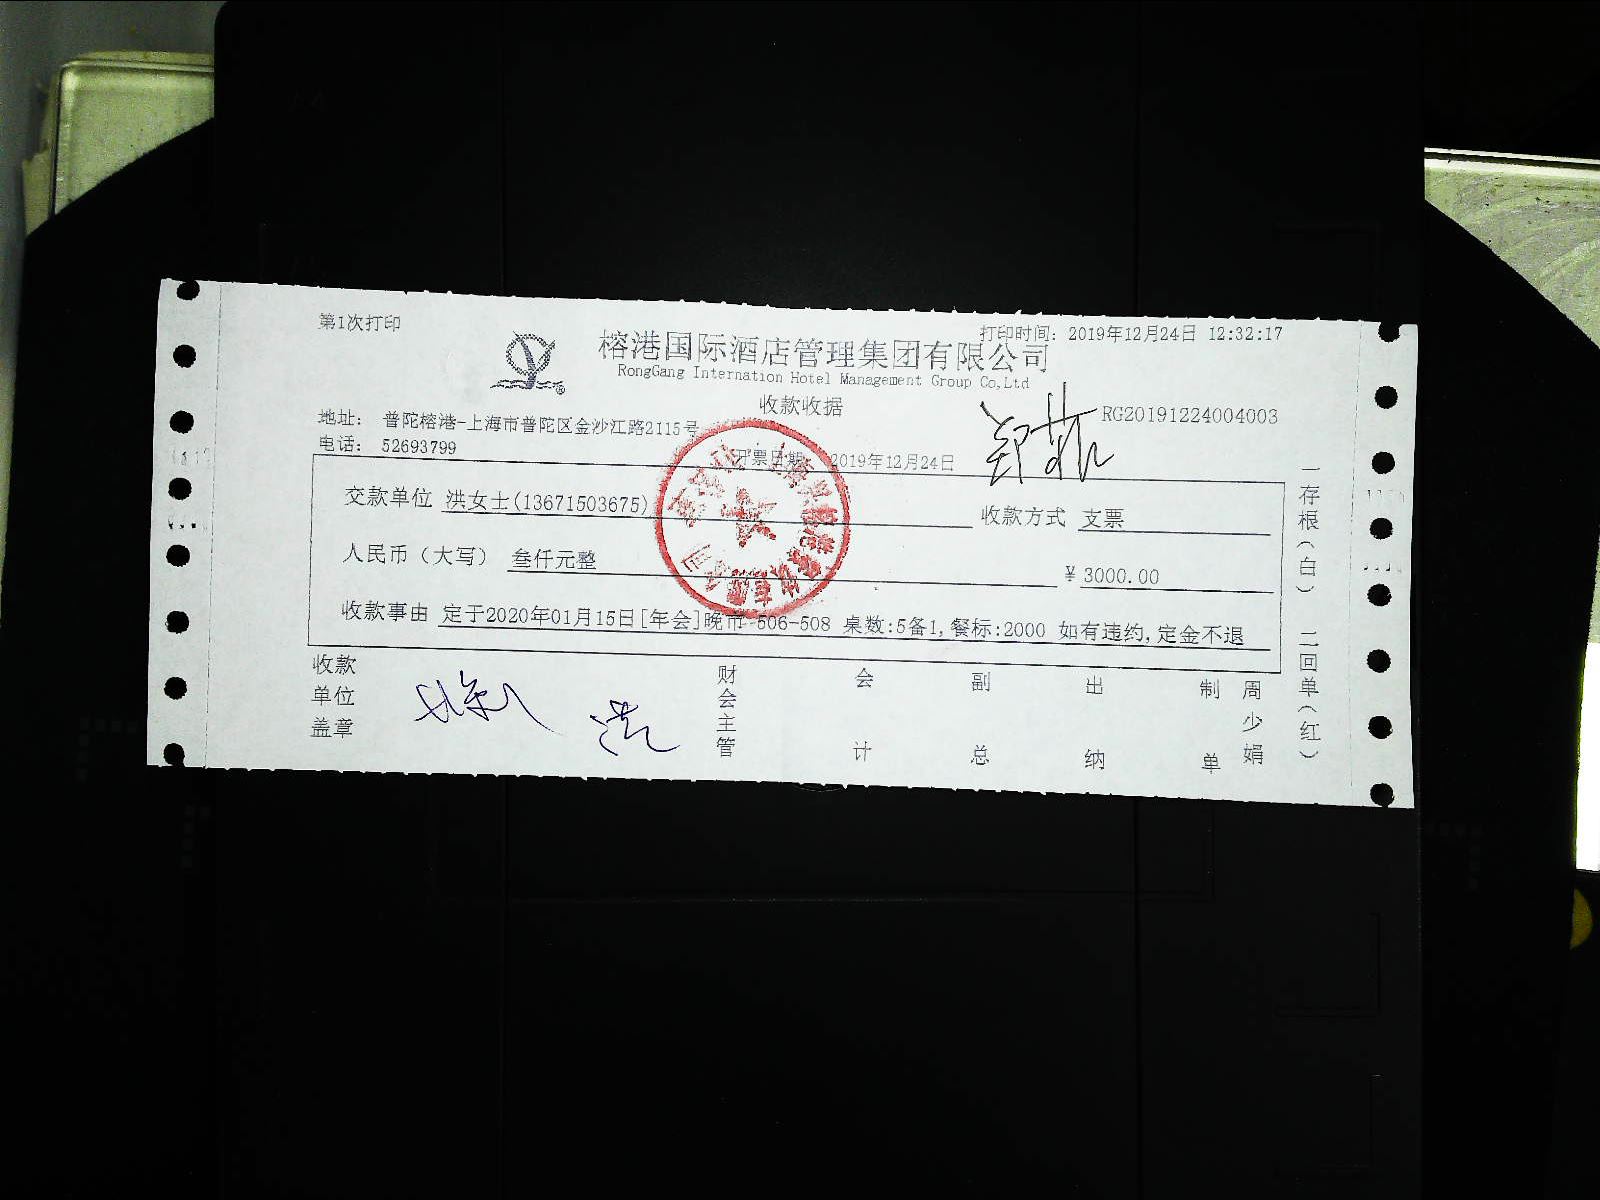 第1次打印
打印时间: 2019年12月24日 12:32:17
榕港国际酒店管理集团有限公司
RongGang Internation Hotel Management Group Co,Ltd
收款收据
RG20191224004003
地址: 普陀榕港-上海市普陀区金沙江路2115号
电话: 52693799
开票日期 2019年12月24日
交款单位 洪女士(13671503675) 收款方式 支票
人民币（大写） 叁仟元整 ¥ 3000.00
收款事由 定于2020年01月15日[年会]晚市-506-508 桌数:5备1,餐标:2000 如有违约,定金不退
收款单位盖章 财会主管 会计 副总 出纳 制单 周少娟
一存根（白） 二回单（红）